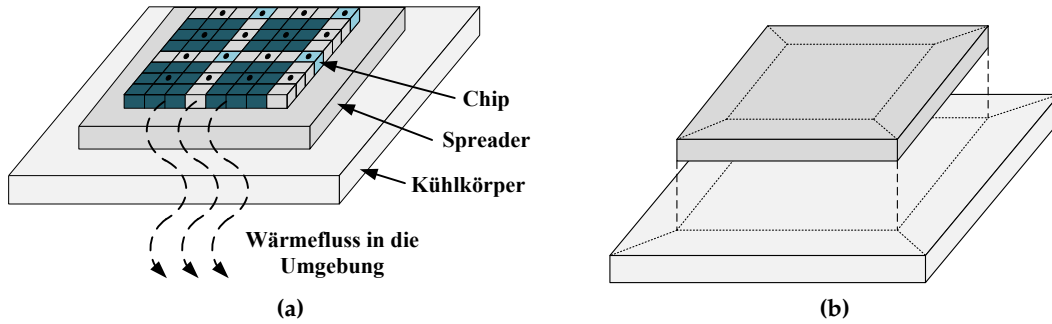 Chip
Spreader
Kühlkörper
Wärmefluss in die
Umgebung
(a)
(b)